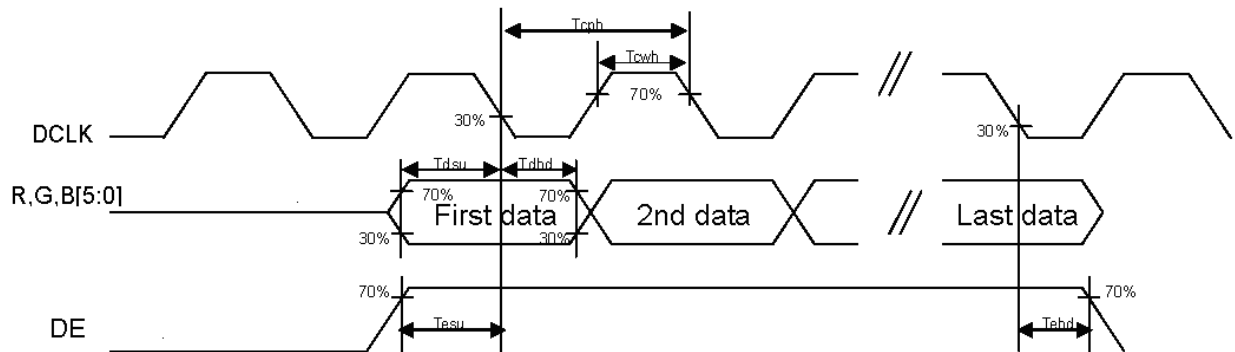 Tcph
Tcwh
70%
30%
30%
DCLK
Tdsu
Tdhd
R,G,B[5:0]
70%
70%
First data
2nd data
Last data
30%
30%
70%
70%
Tesu
Tehd
DE